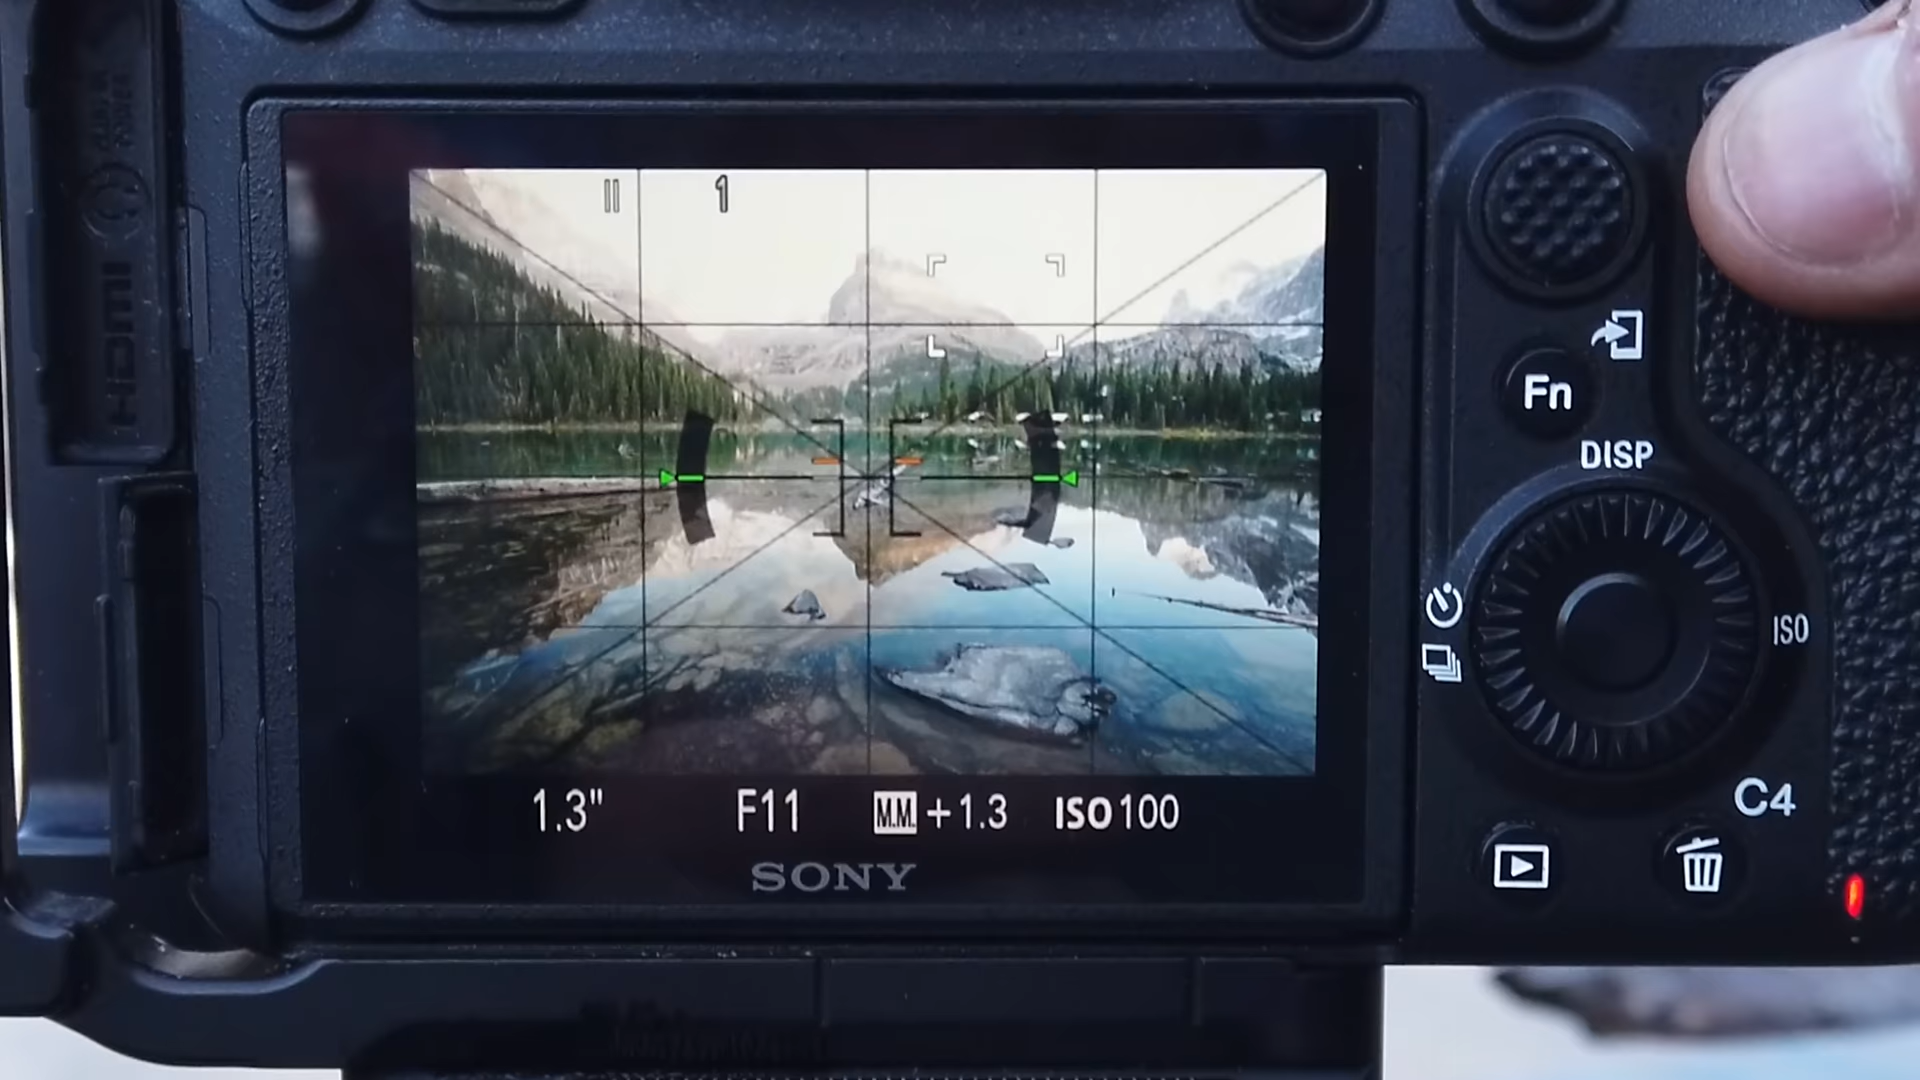 1
HDMI
Fn
DISP
ISO
1.3" F11 M.M. +1.3 ISO 100
C4
SONY